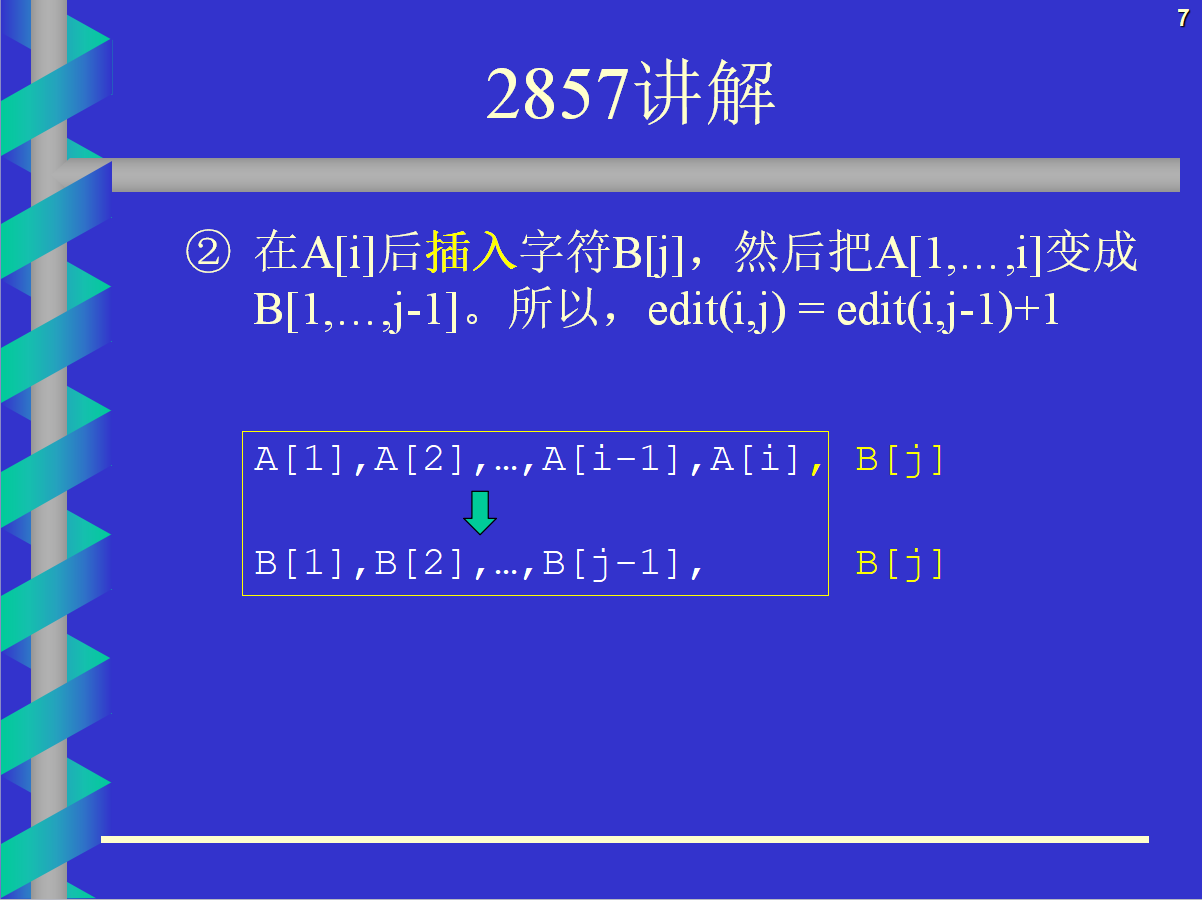 7
2857讲解
② 在A[i]后插入字符B[j]，然后把A[1,…,i]变成
B[1,…,j-1]。所以，edit(i,j) = edit(i,j-1)+1
A[1],A[2],…,A[i-1],A[i], B[j]
B[1],B[2],…,B[j-1], B[j]